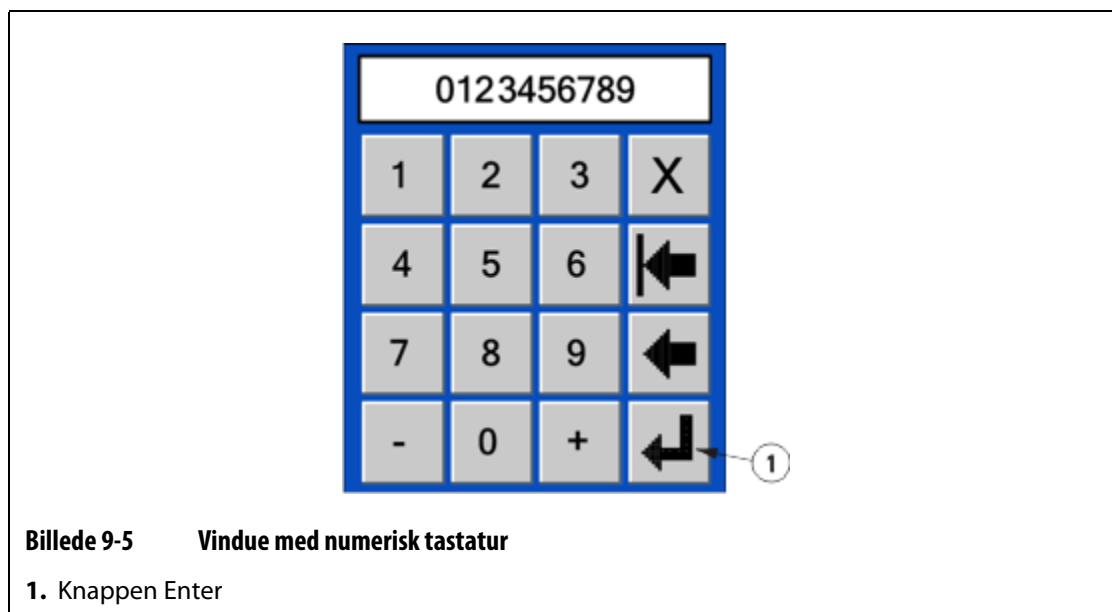 0123456789
1 2 3 X
4 5 6
7 8 9
- 0 +
1
Billede 9-5 Vindue med numerisk tastatur
1. Knappen Enter